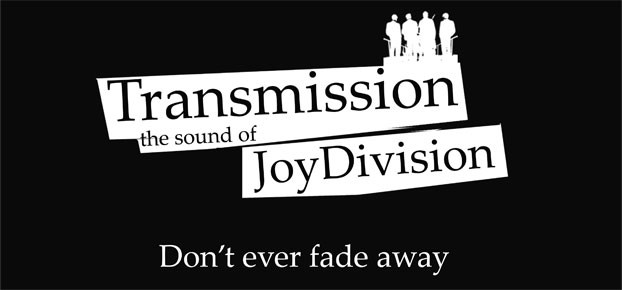 Transmission
the sound of
JoyDivision
Don't ever fade away